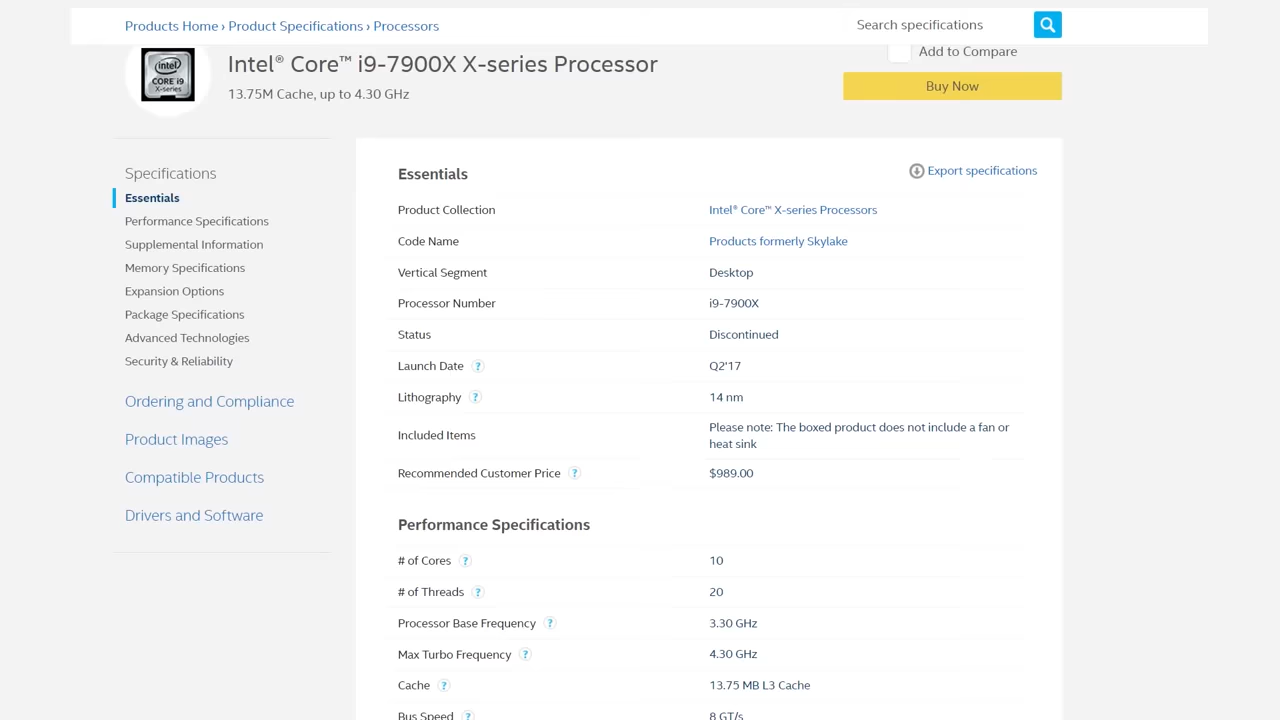 Products Home › Product Specifications › Processors
Search specifications
Add to Compare
intel
CORE i9
X-series
Intel® Core™ i9-7900X X-series Processor
Buy Now
13.75M Cache, up to 4.30 GHz
Specifications
Essentials
Performance Specifications
Supplemental Information
Memory Specifications
Expansion Options
Package Specifications
Advanced Technologies
Security & Reliability
Ordering and Compliance
Product Images
Compatible Products
Drivers and Software
Essentials
Export specifications
Product Collection Intel® Core™ X-series Processors
Code Name Products formerly Skylake
Vertical Segment Desktop
Processor Number i9-7900X
Status Discontinued
Launch Date ? Q2'17
Lithography ? 14 nm
Included Items Please note: The boxed product does not include a fan or
heat sink
Recommended Customer Price ? $989.00
Performance Specifications
# of Cores ? 10
# of Threads ? 20
Processor Base Frequency ? 3.30 GHz
Max Turbo Frequency ? 4.30 GHz
Cache ? 13.75 MB L3 Cache
Bus Speed ? 8 GT/s